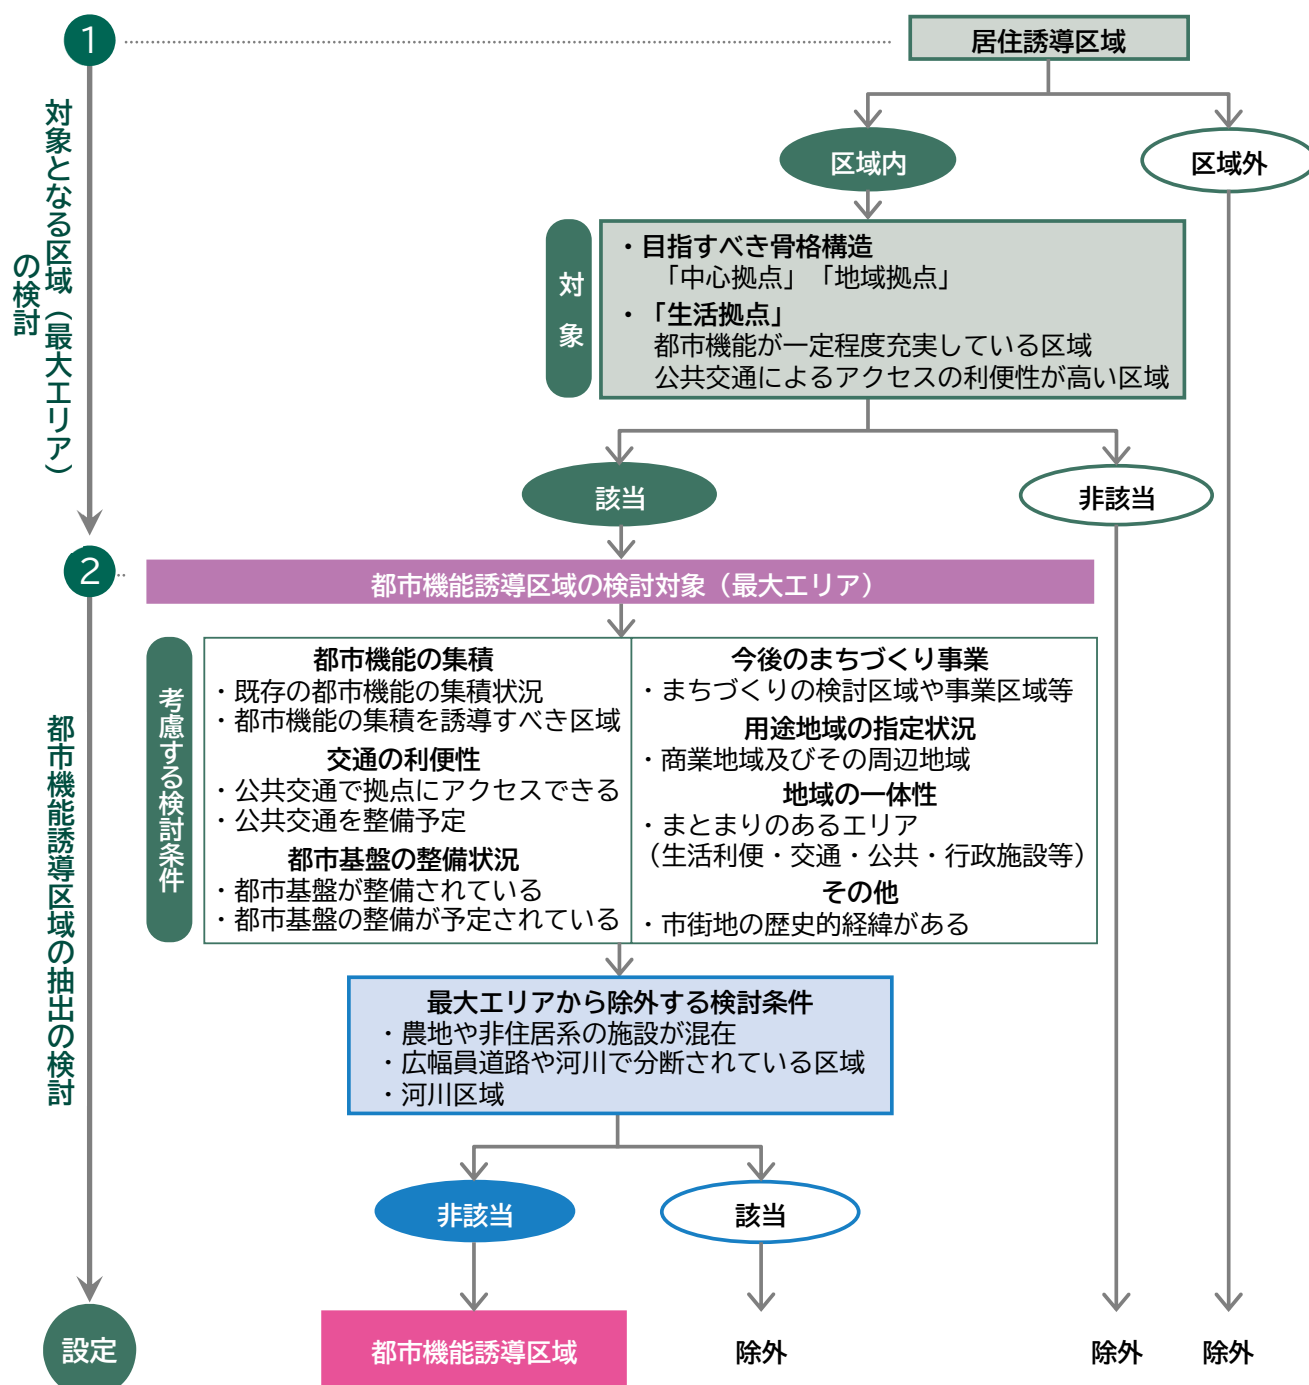 1
対象となる区域（最大エリア）
の検討
居住誘導区域
区域内
区域外
対象
・目指すべき骨格構造
「中心拠点」「地域拠点」
・「生活拠点」
都市機能が一定程度充実している区域
公共交通によるアクセスの利便性が高い区域
該当
非該当
2
都市機能誘導区域の抽出の検討
都市機能誘導区域の検討対象（最大エリア）
考慮する検討条件
都市機能の集積
・既存の都市機能の集積状況
・都市機能の集積を誘導すべき区域
交通の利便性
・公共交通で拠点にアクセスできる
・公共交通を整備予定
都市基盤の整備状況
・都市基盤が整備されている
・都市基盤の整備が予定されている
今後のまちづくり事業
・まちづくりの検討区域や事業区域等
用途地域の指定状況
・商業地域及びその周辺地域
地域の一体性
・まとまりのあるエリア
（生活利便・交通・公共・行政施設等）
その他
・市街地の歴史的経緯がある
最大エリアから除外する検討条件
・農地や非住居系の施設が混在
・広幅員道路や河川で分断されている区域
・河川区域
非該当
該当
設定
都市機能誘導区域
除外
除外
除外